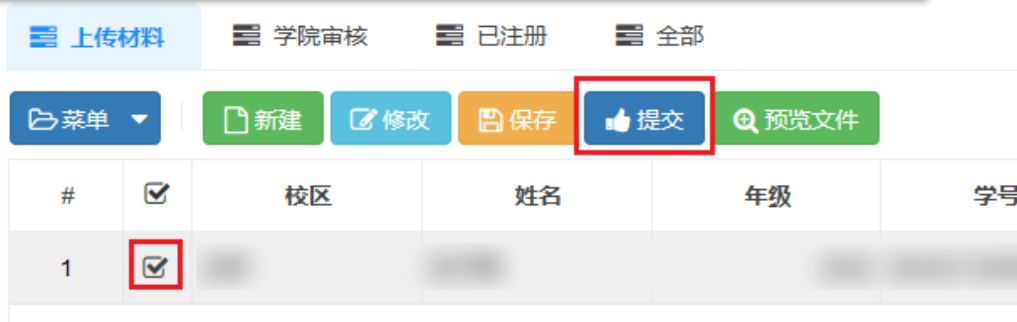 上传材料 学院审核 已注册 全部
菜单 新建 修改 保存 提交 预览文件
# 校区 姓名 年级 学号
1